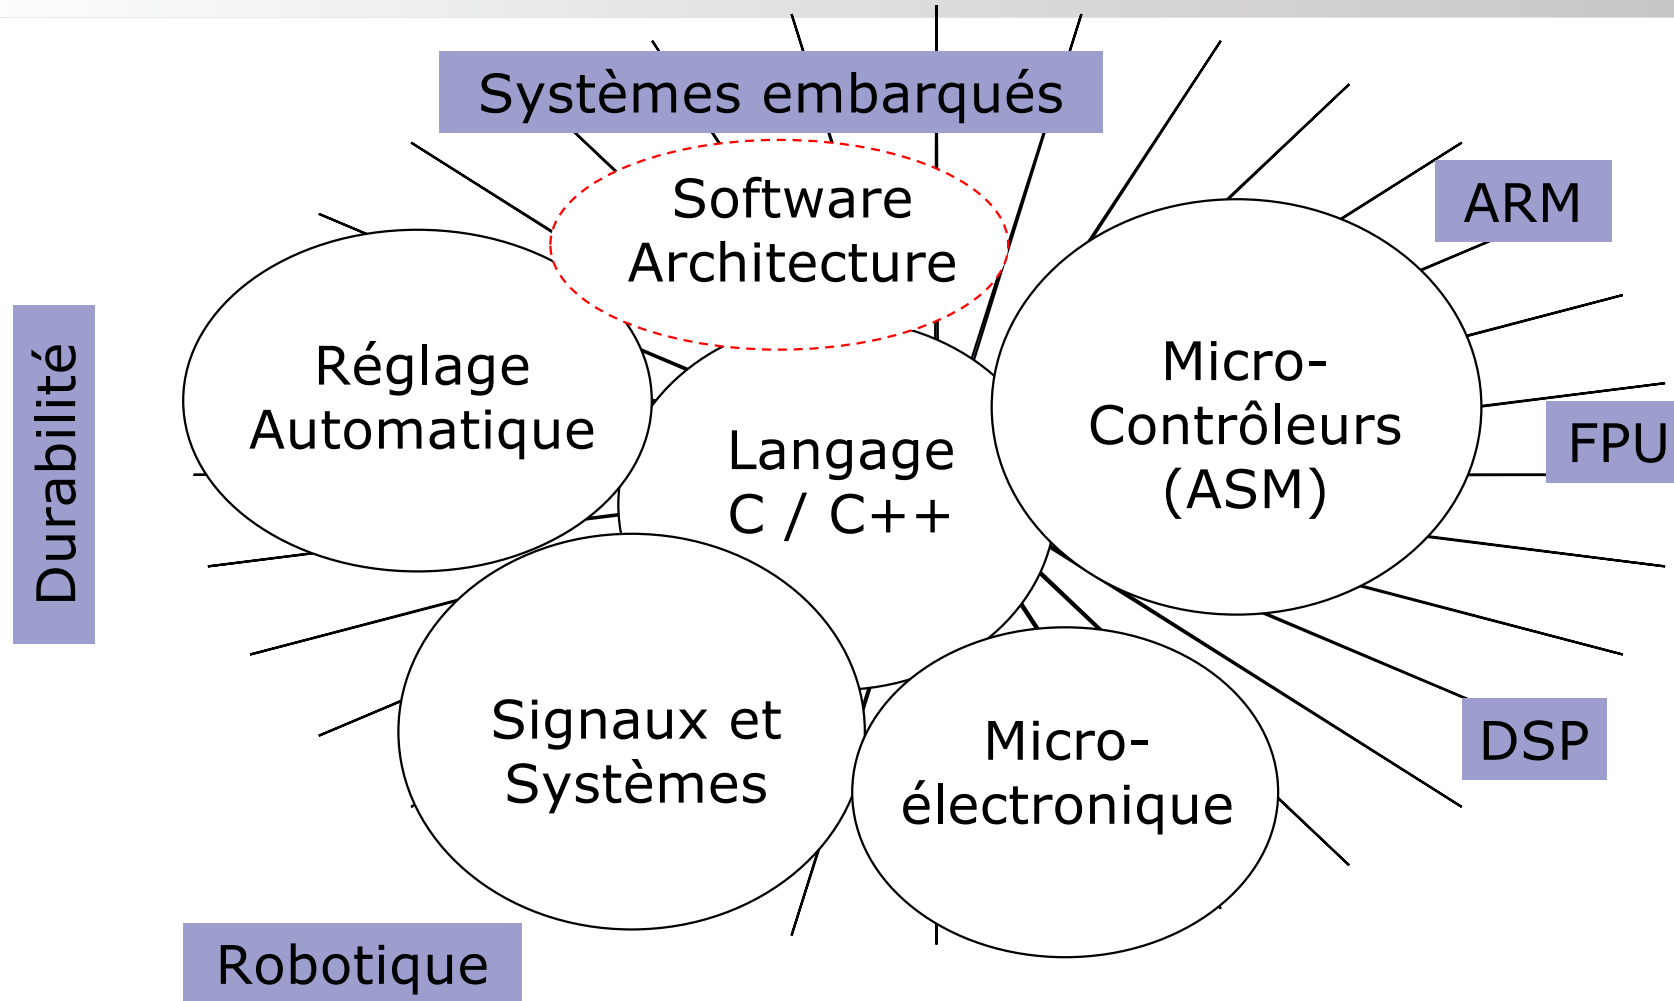 Systèmes embarqués
Software
Architecture
ARM
Réglage
Automatique
Micro-
Contrôleurs
(ASM)
Durabilité
Langage
C / C++
FPU
Signaux et
Systèmes
Micro-
électronique
DSP
Robotique